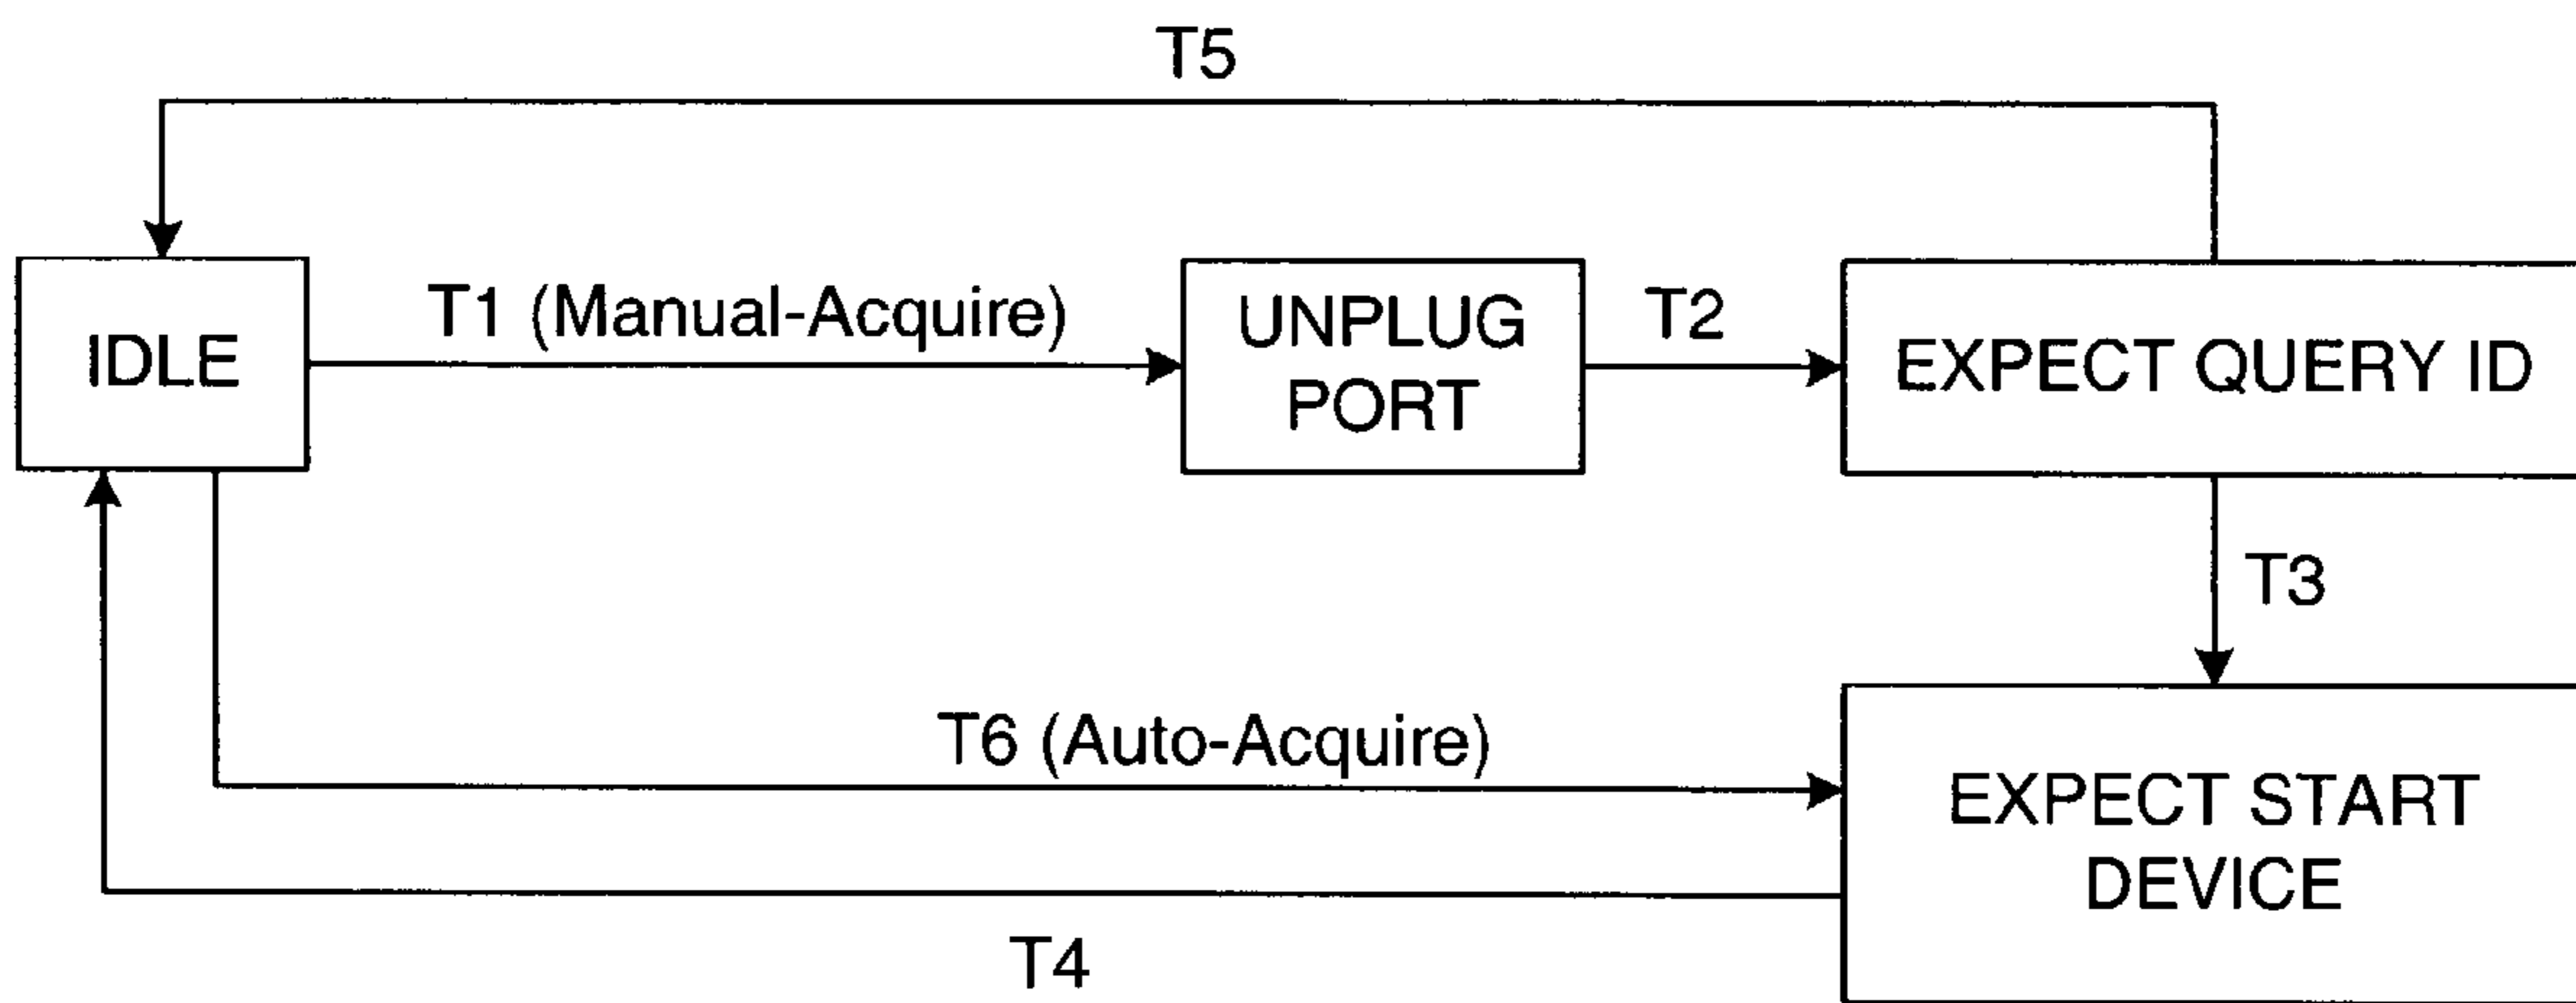 T5
IDLE
T1 (Manual-Acquire)
UNPLUG
PORT
T2
EXPECT QUERY ID
T3
T6 (Auto-Acquire)
EXPECT START
DEVICE
T4